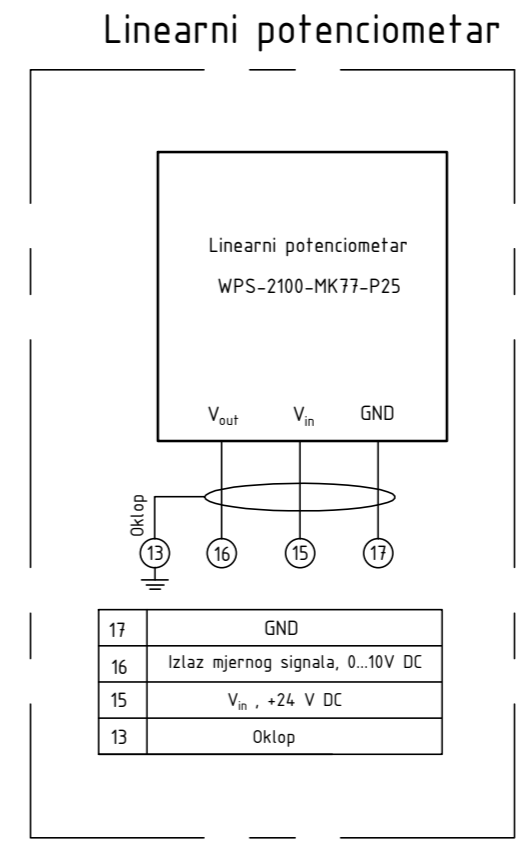 Linearni potenciometar
Linearni potenciometar
WPS-2100-MK77-P25
Vout Vin GND
Oklop
13 16 15 17
17 GND
16 Izlaz mjernog signala, 0...10V DC
15 Vin , +24 V DC
13 Oklop